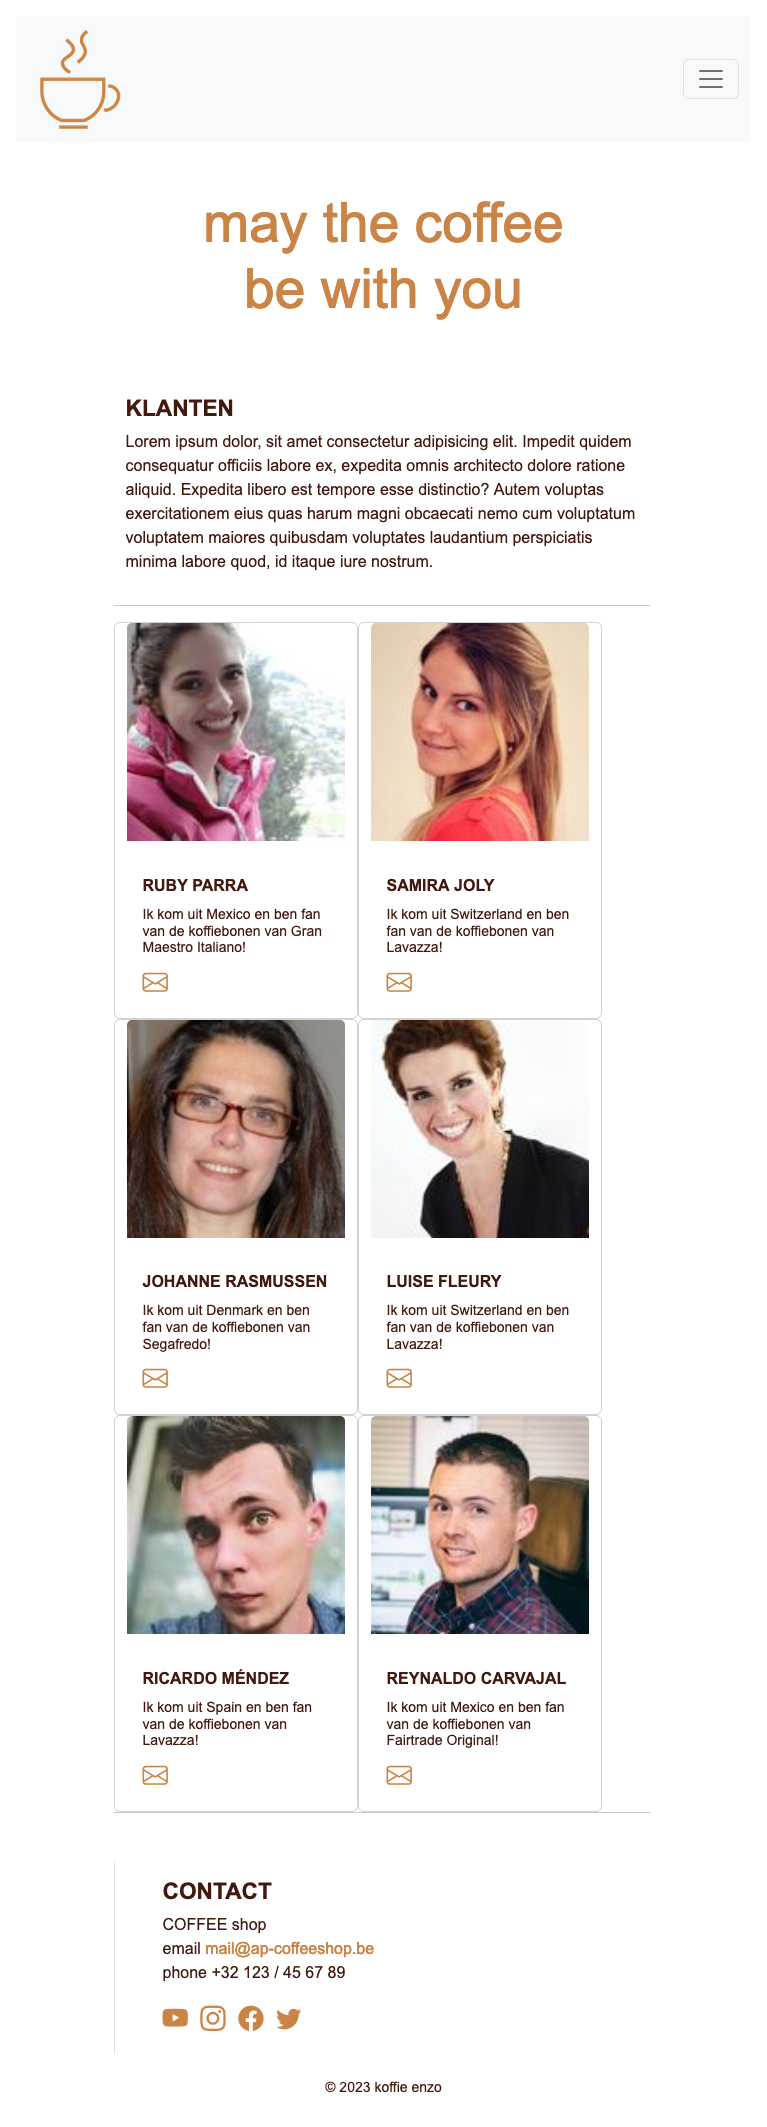 may the coffee
be with you
KLANTEN
Lorem ipsum dolor, sit amet consectetur adipisicing elit. Impedit quidem
consequatur officiis labore ex, expedita omnis architecto dolore ratione
aliquid. Expedita libero est tempore esse distinctio? Autem voluptas
exercitationem eius quas harum magni obcaecati nemo cum voluptatum
voluptatem maiores quibusdam voluptates laudantium perspiciatis
minima labore quod, id itaque iure nostrum.
RUBY PARRA
Ik kom uit Mexico en ben fan
van de koffiebonen van Gran
Maestro Italiano!
SAMIRA JOLY
Ik kom uit Switzerland en ben
fan van de koffiebonen van
Lavazza!
JOHANNE RASMUSSEN
Ik kom uit Denmark en ben
fan van de koffiebonen van
Segafredo!
LUISE FLEURY
Ik kom uit Switzerland en ben
fan van de koffiebonen van
Lavazza!
RICARDO MÉNDEZ
Ik kom uit Spain en ben fan
van de koffiebonen van
Lavazza!
REYNALDO CARVAJAL
Ik kom uit Mexico en ben fan
van de koffiebonen van
Fairtrade Original!
CONTACT
COFFEE shop
email mail@ap-coffeeshop.be
phone +32 123 / 45 67 89
© 2023 koffie enzo